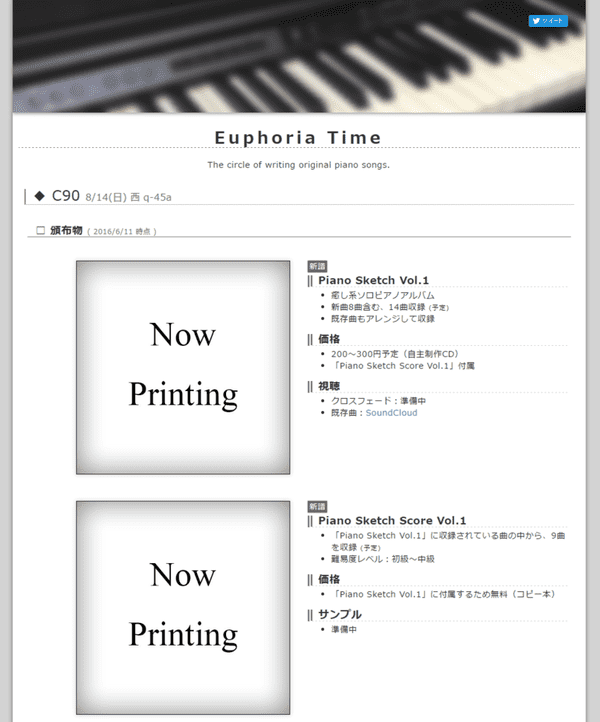 ツイート
Euphoria Time
The circle of writing original piano songs.
◆ C90 8/14(日) 西 q-45a
□ 頒布物 ( 2016/6/11 時点 )
Now
Printing
新譜
Piano Sketch Vol.1
• 癒し系ソロピアノアルバム
• 新曲8曲含む、14曲収録 (予定)
• 既存曲もアレンジして収録
価格
• 200～300円予定（自主制作CD）
• 「Piano Sketch Score Vol.1」付属
視聴
• クロスフェード：準備中
• 既存曲：SoundCloud
Now
Printing
新譜
Piano Sketch Score Vol.1
• 「Piano Sketch Vol.1」に収録されている曲の中から、9曲
を収録 (予定)
• 難易度レベル：初級～中級
価格
• 「Piano Sketch Vol.1」に付属するため無料（コピー本）
サンプル
• 準備中